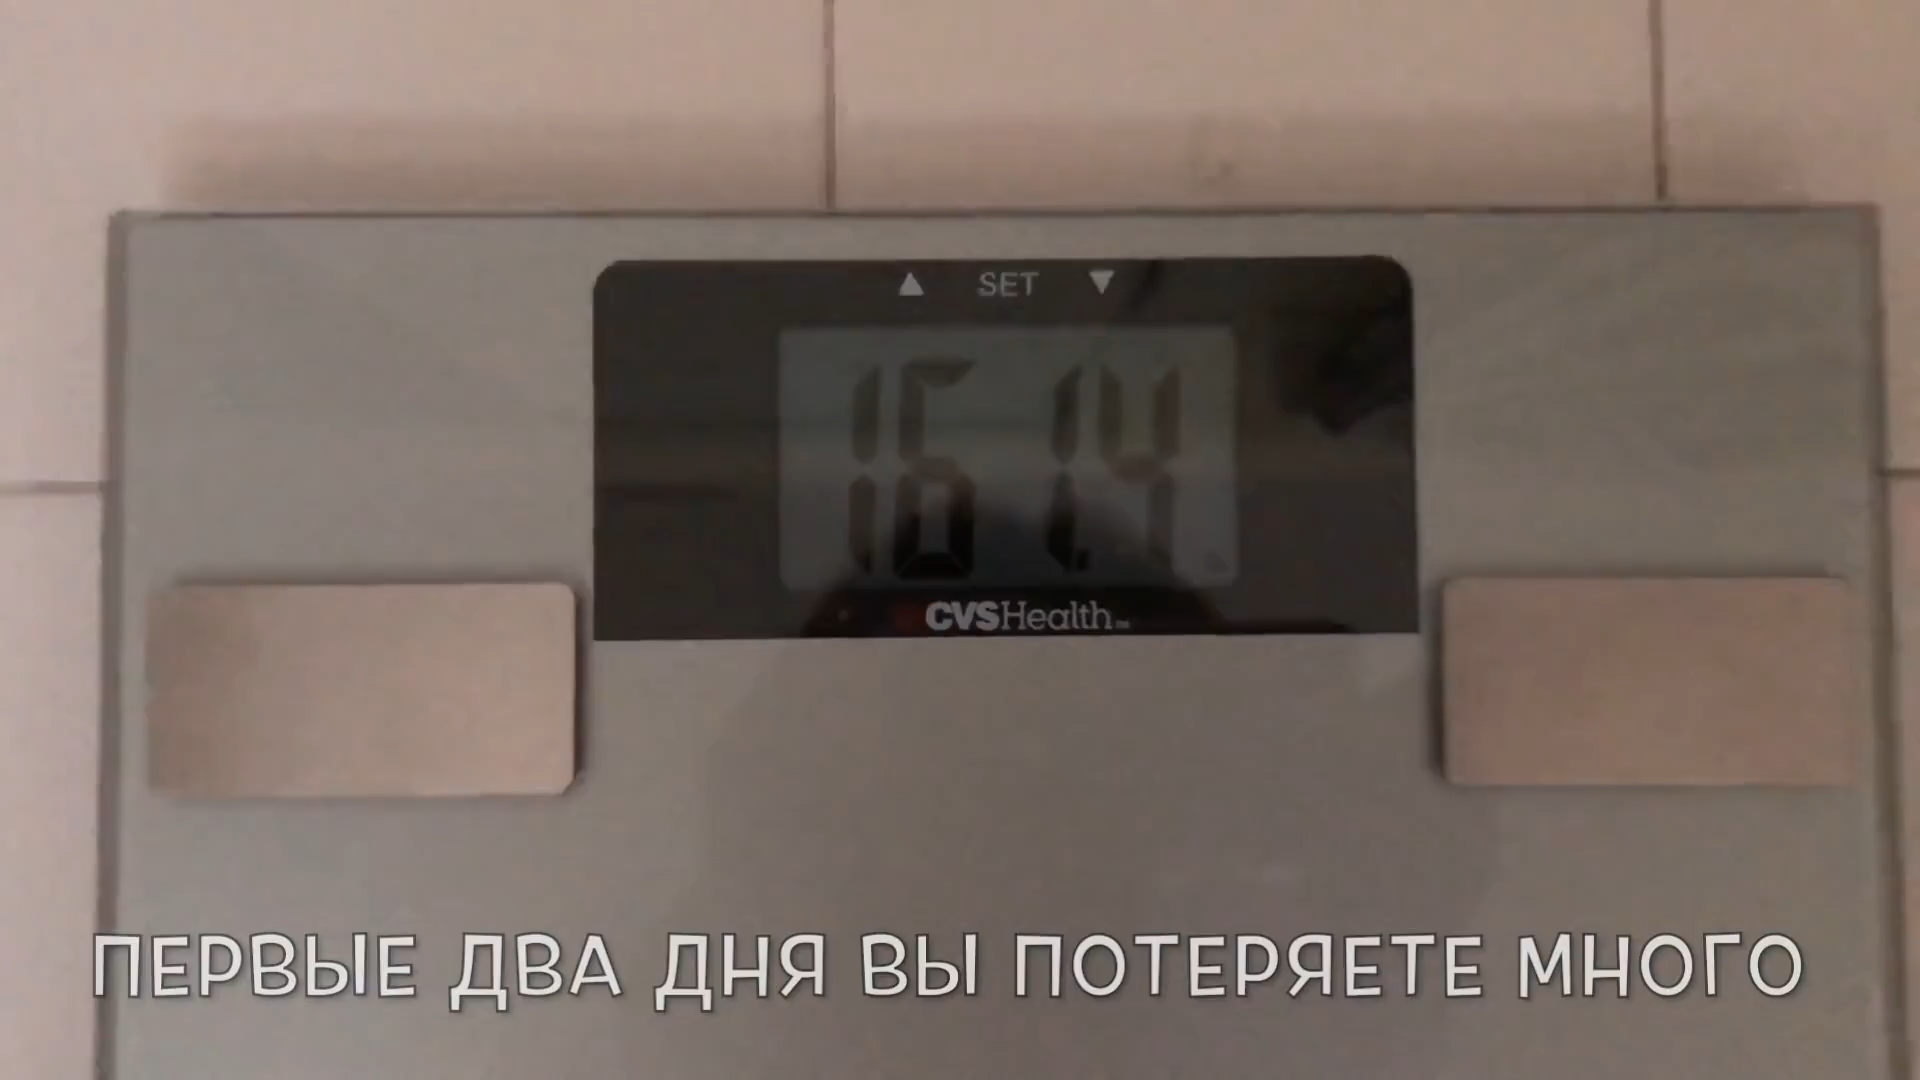 ▲ SET ▼
161.4
CVSHealth
ПЕРВЫЕ ДВА ДНЯ ВЫ ПОТЕРЯЕТЕ МНОГО